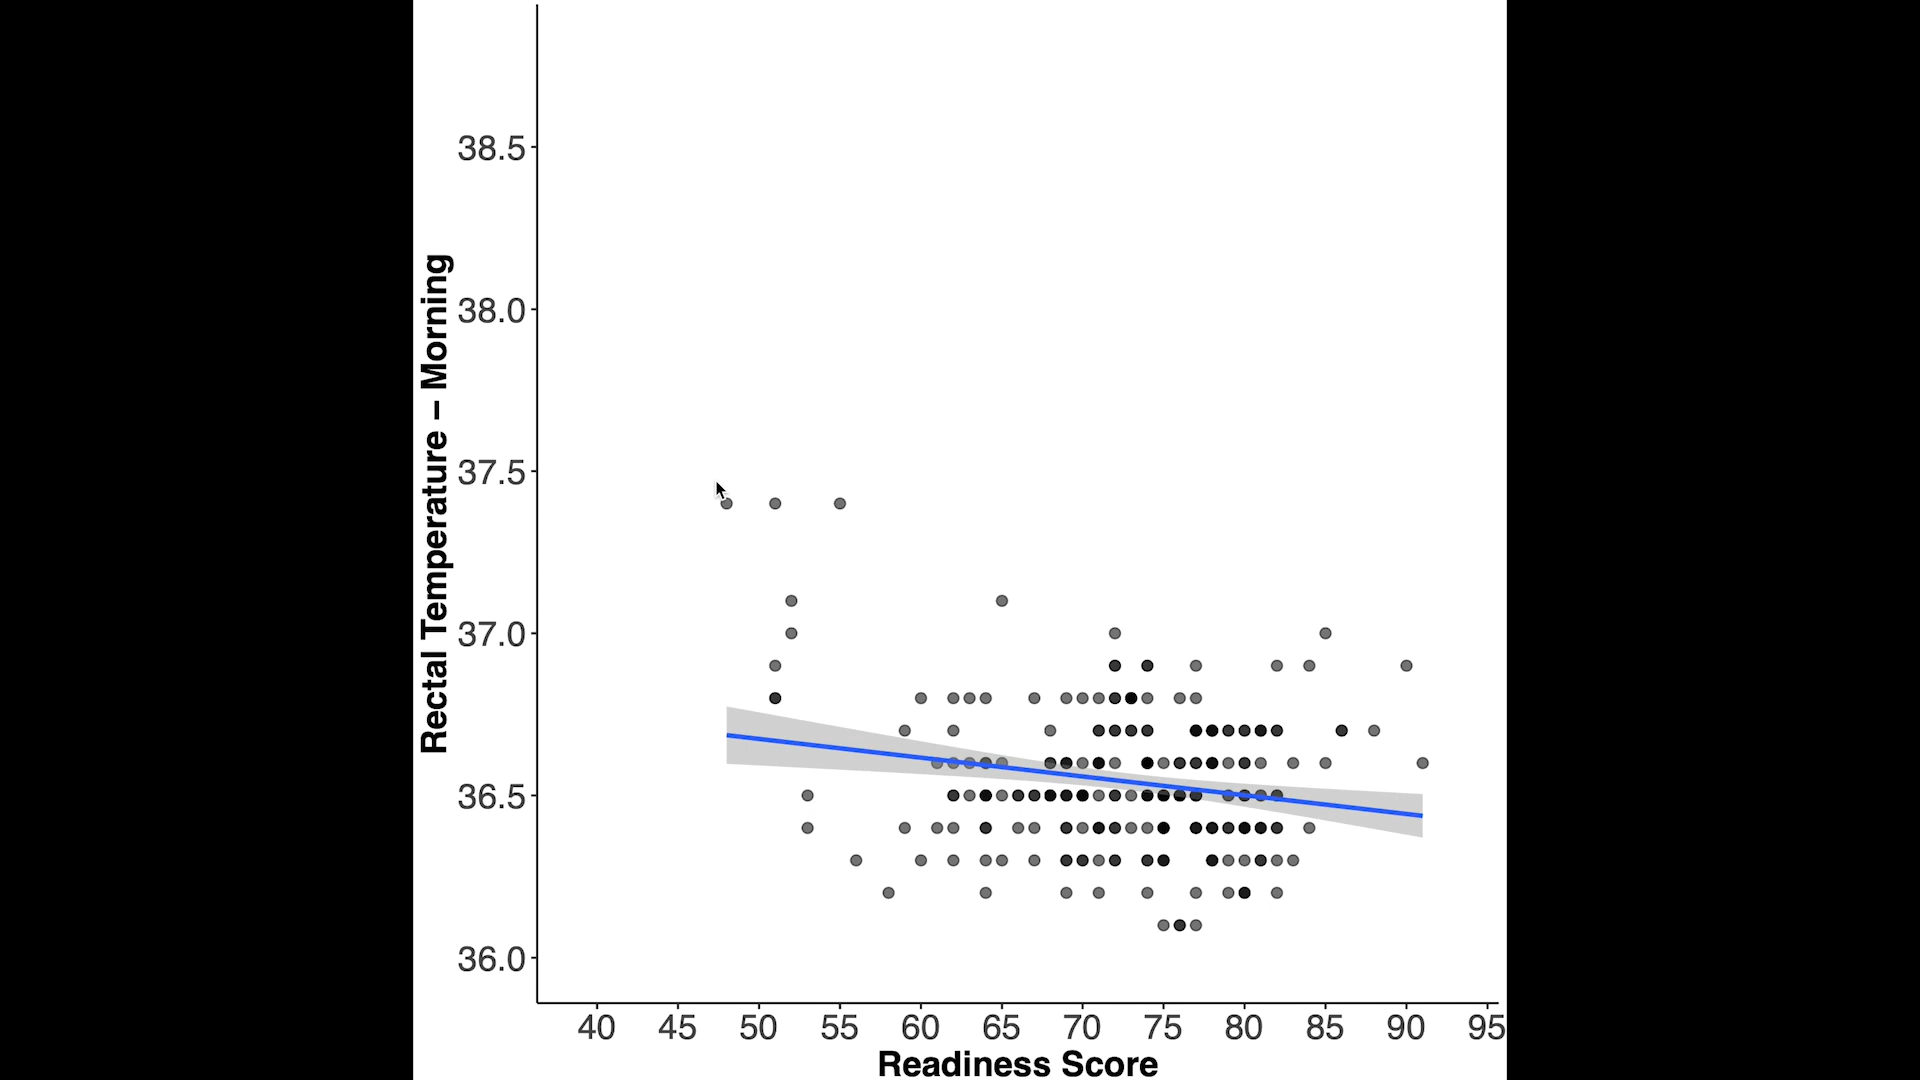 Rectal Temperature – Morning
38.5
38.0
37.5
37.0
36.5
36.0
40 45 50 55 60 65 70 75 80 85 90 95
Readiness Score